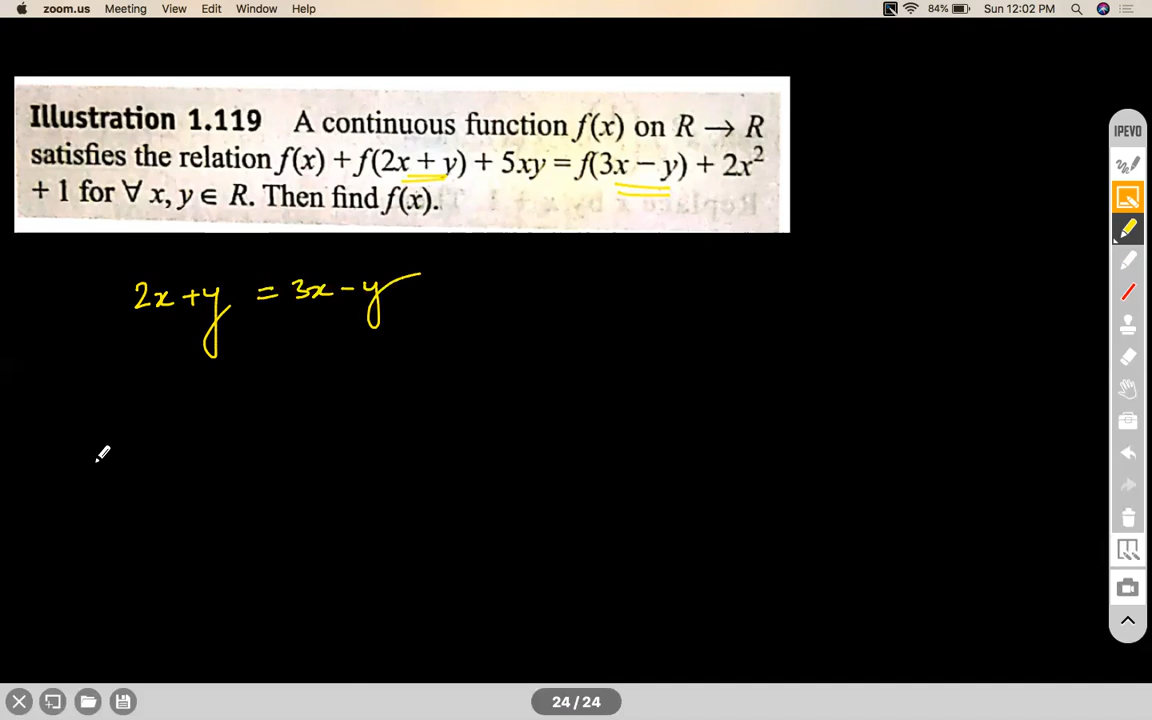 zoom.us Meeting View Edit Window Help 84% Sun 12:02 PM
Illustration 1.119 A continuous function f(x) on R → R
satisfies the relation f(x) + f(2x + y) + 5xy = f(3x − y) + 2x²
+ 1 for ∀ x, y ∈ R. Then find f(x).
2x + y = 3x − y
IPEVO
24 / 24